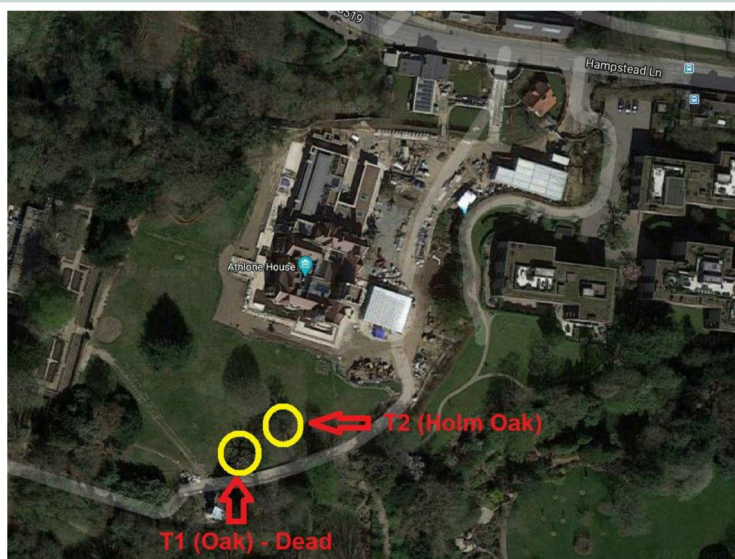 B519
Hampstead Ln
Athlone House
T2 (Holm Oak)
T1 (Oak) - Dead